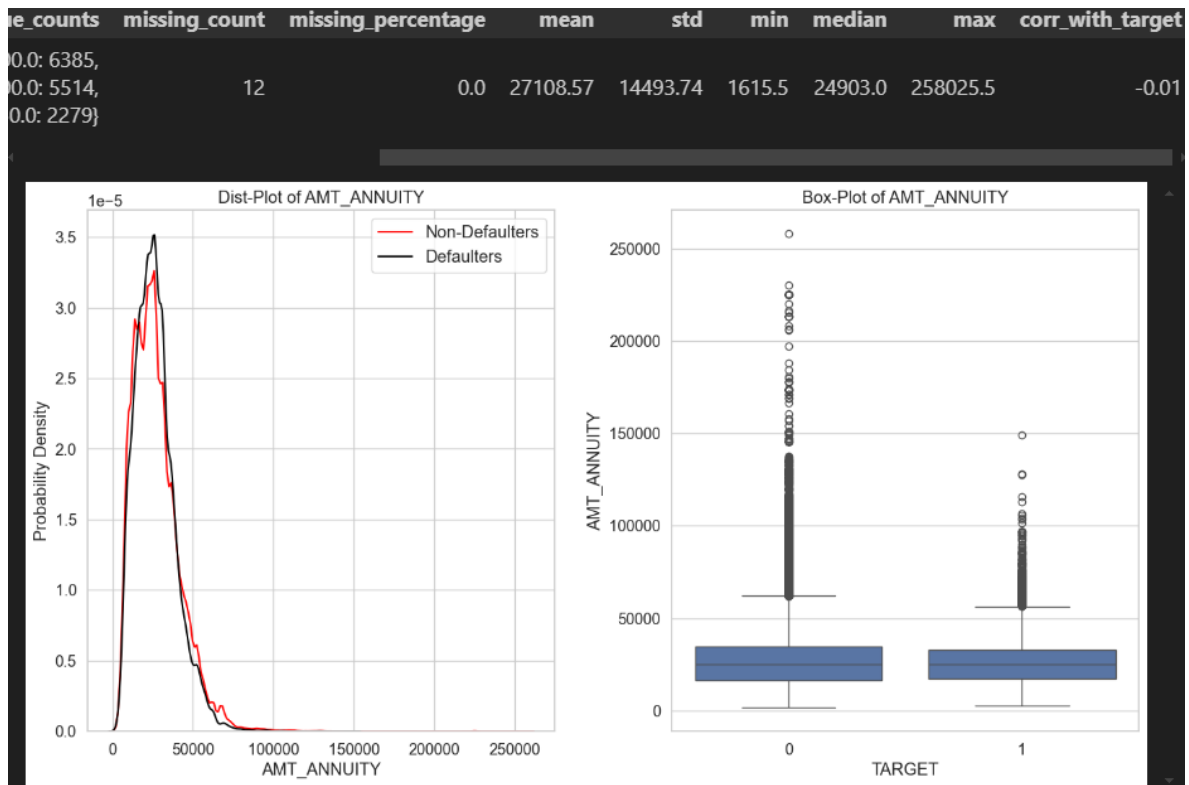 ue_counts missing_count missing_percentage mean std min median max corr_with_target
00.0: 6385,
00.0: 5514, 12 0.0 27108.57 14493.74 1615.5 24903.0 258025.5 -0.01
00.0: 2279}
Dist-Plot of AMT_ANNUITY
1e-5
Non-Defaulters
Defaulters
3.5
3.0
2.5
2.0
1.5
1.0
0.5
0.0
Probability Density
0 50000 100000 150000 200000 250000
AMT_ANNUITY
Box-Plot of AMT_ANNUITY
250000
200000
150000
100000
50000
0
AMT_ANNUITY
0 1
TARGET